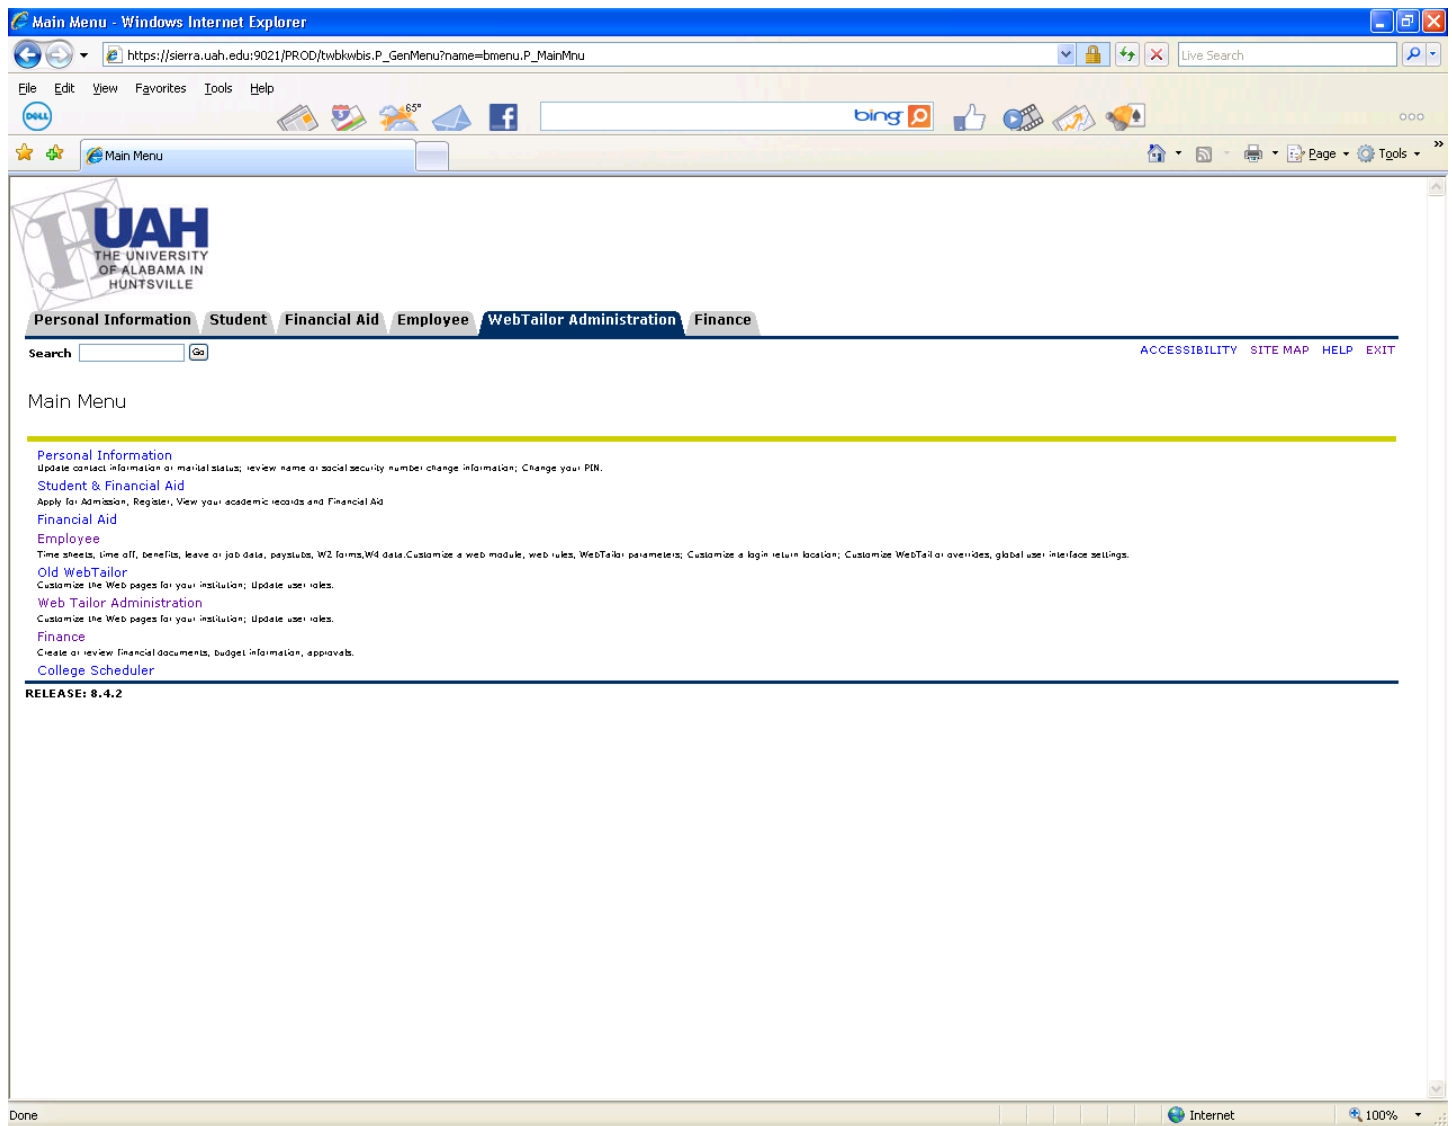 Main Menu - Windows Internet Explorer
https://sierra.uah.edu:9021/PROD/twbkwbis.P_GenMenu?name=bmenu.P_MainMnu
Live Search
File Edit View Favorites Tools Help
DELL
65°
bing
Main Menu
Page Tools
UAH
THE UNIVERSITY
OF ALABAMA IN
HUNTSVILLE
Personal Information Student Financial Aid Employee WebTailor Administration Finance
Search Go
ACCESSIBILITY SITE MAP HELP EXIT
Main Menu
Personal Information
Update contact information or marital status; review name or social security number change information; Change your PIN.
Student & Financial Aid
Apply for Admission, Register, View your academic records and Financial Aid
Financial Aid
Employee
Time sheets, time off, benefits, leave or job data, paystubs, W2 forms,W4 data.Customize a web module, web rules, WebTailor parameters; Customize a login return location; Customize WebTailor overrides, global user interface settings.
Old WebTailor
Customize the Web pages for your institution; Update user roles.
Web Tailor Administration
Customize the Web pages for your institution; Update user roles.
Finance
Create or review financial documents, budget information, approvals.
College Scheduler
RELEASE: 8.4.2
Done
Internet
100%